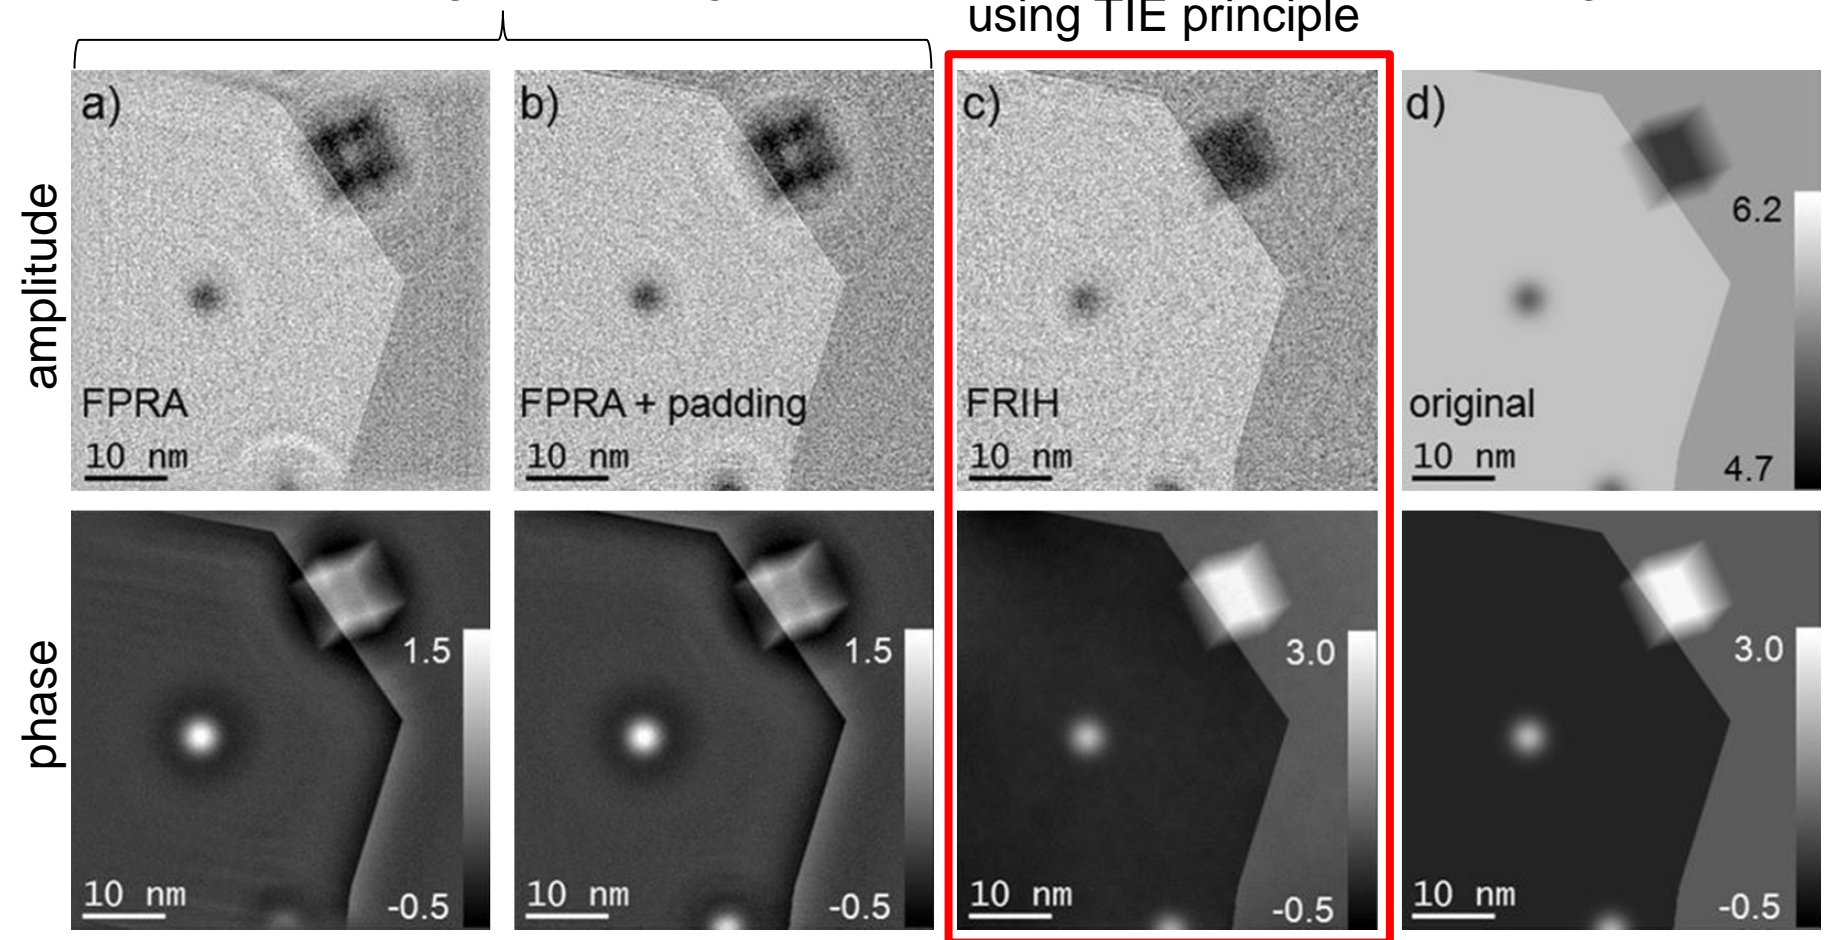 using TIE principle
amplitude
a)
FPRA
10 nm
b)
FPRA + padding
10 nm
c)
FRIH
10 nm
d)
6.2
original
10 nm
4.7
phase
1.5
10 nm
-0.5
1.5
10 nm
-0.5
3.0
10 nm
-0.5
3.0
10 nm
-0.5